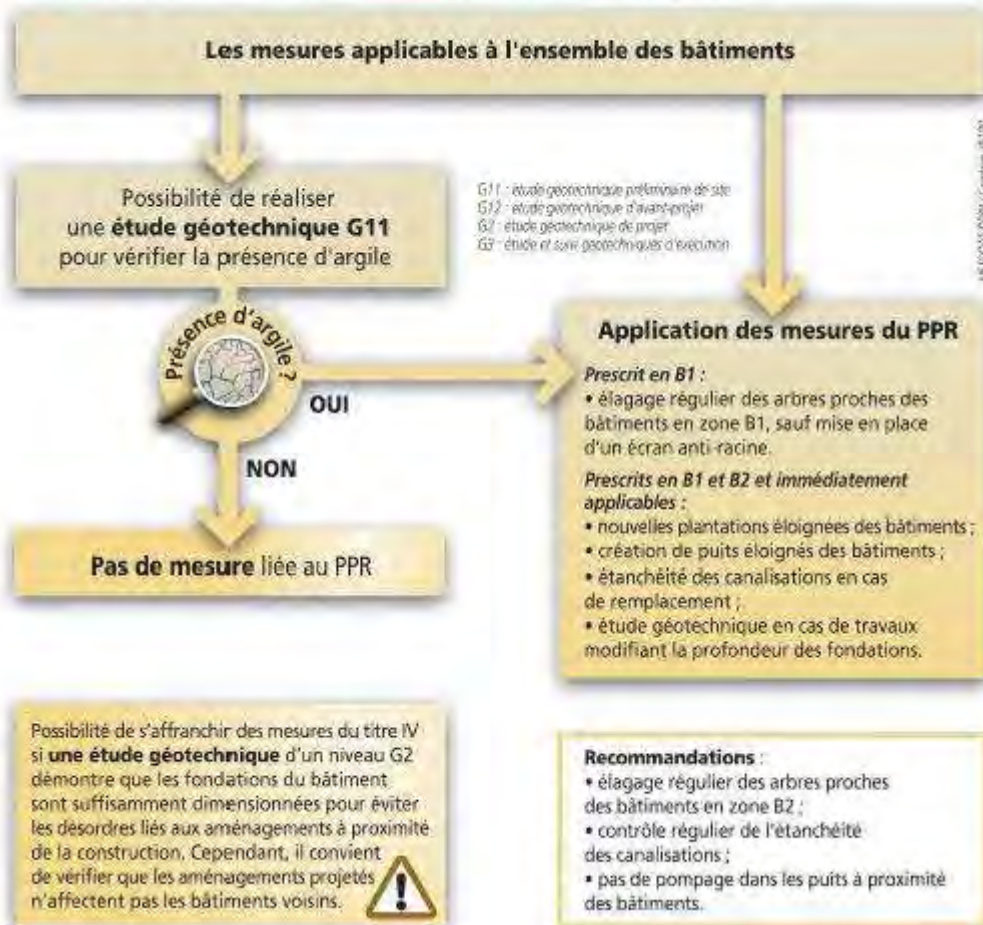 Les mesures applicables à l'ensemble des bâtiments
Possibilité de réaliser
une étude géotechnique G11
pour vérifier la présence d'argile
G11 : étude géotechnique préliminaire de site
G12 : étude géotechnique d'avant-projet
G2 : étude géotechnique de projet
G3 : étude et suivi géotechniques d'exécution
Présence d'argile ?
OUI
NON
Pas de mesure liée au PPR
Application des mesures du PPR
Prescrit en B1 :
• élagage régulier des arbres proches des
bâtiments en zone B1, sauf mise en place
d'un écran anti-racine.
Prescrits en B1 et B2 et immédiatement
applicables :
• nouvelles plantations éloignées des bâtiments ;
• création de puits éloignés des bâtiments ;
• étanchéité des canalisations en cas
de remplacement ;
• étude géotechnique en cas de travaux
modifiant la profondeur des fondations.
Possibilité de s'affranchir des mesures du titre IV
si une étude géotechnique d'un niveau G2
démontre que les fondations du bâtiment
sont suffisamment dimensionnées pour éviter
les désordres liés aux aménagements à proximité
de la construction. Cependant, il convient
de vérifier que les aménagements projetés
n'affectent pas les bâtiments voisins.
Recommandations :
• élagage régulier des arbres proches
des bâtiments en zone B2 ;
• contrôle régulier de l'étanchéité
des canalisations ;
• pas de pompage dans les puits à proximité
des bâtiments.